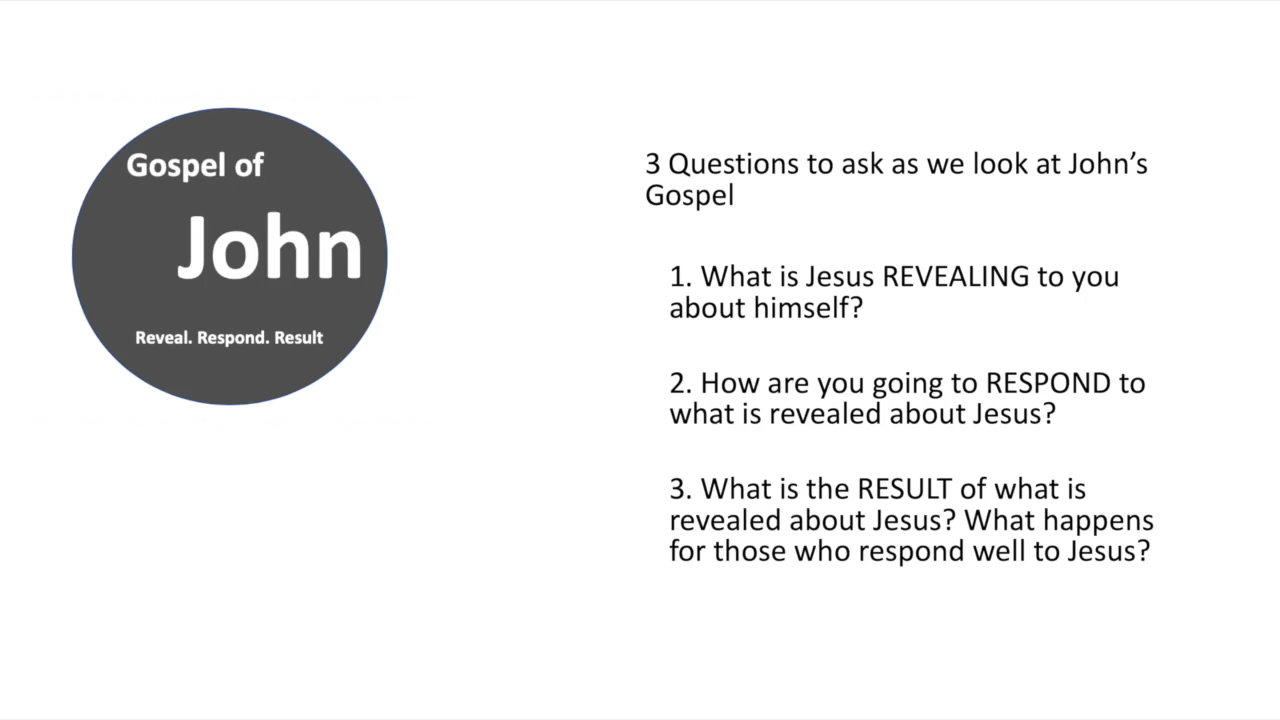 Gospel of
John
Reveal. Respond. Result
3 Questions to ask as we look at John’s
Gospel
1. What is Jesus REVEALING to you
about himself?
2. How are you going to RESPOND to
what is revealed about Jesus?
3. What is the RESULT of what is
revealed about Jesus? What happens
for those who respond well to Jesus?